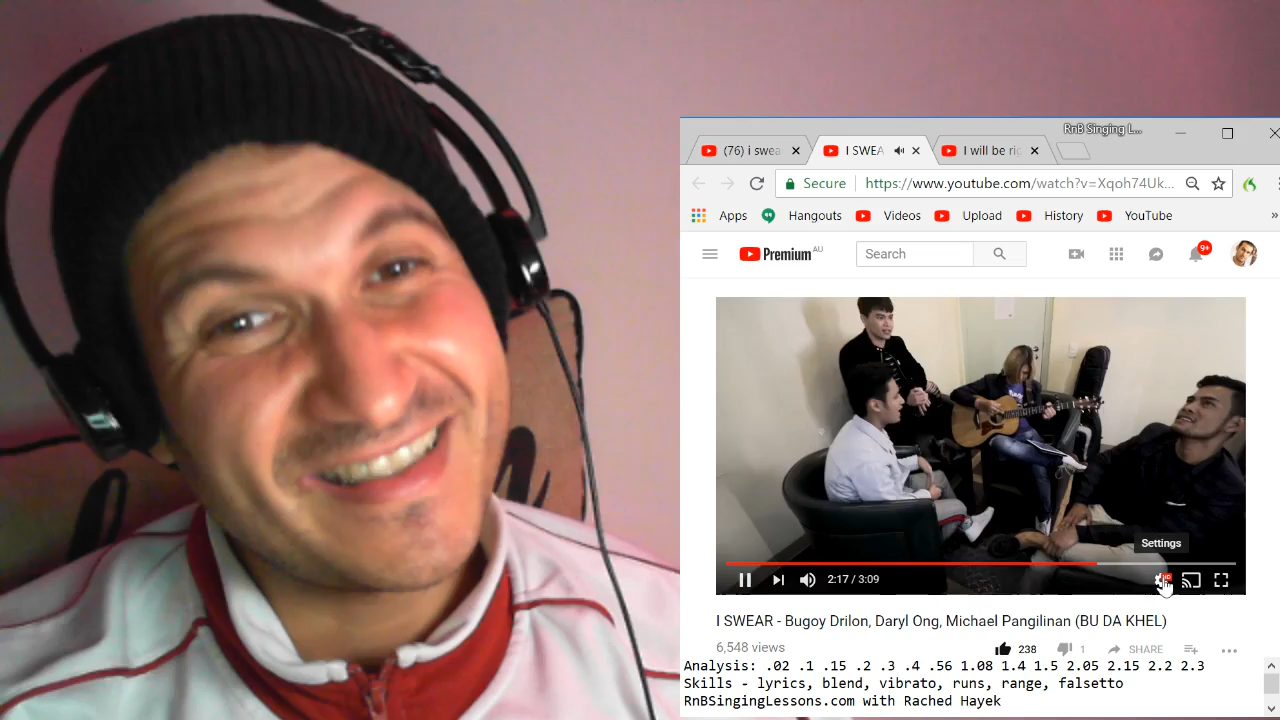 RnB Singing L...
(76) i swea
I SWEA
I will be rig
Secure https://www.youtube.com/watch?v=Xqoh74Uk...
Apps Hangouts Videos Upload History YouTube »
Premium AU Search 9+
Settings
2:17 / 3:09 HD
I SWEAR - Bugoy Drilon, Daryl Ong, Michael Pangilinan (BU DA KHEL)
6,548 views 238 1 SHARE
Analysis: .02 .1 .15 .2 .3 .4 .56 1.08 1.4 1.5 2.05 2.15 2.2 2.3
Skills - lyrics, blend, vibrato, runs, range, falsetto
RnBSingingLessons.com with Rached Hayek